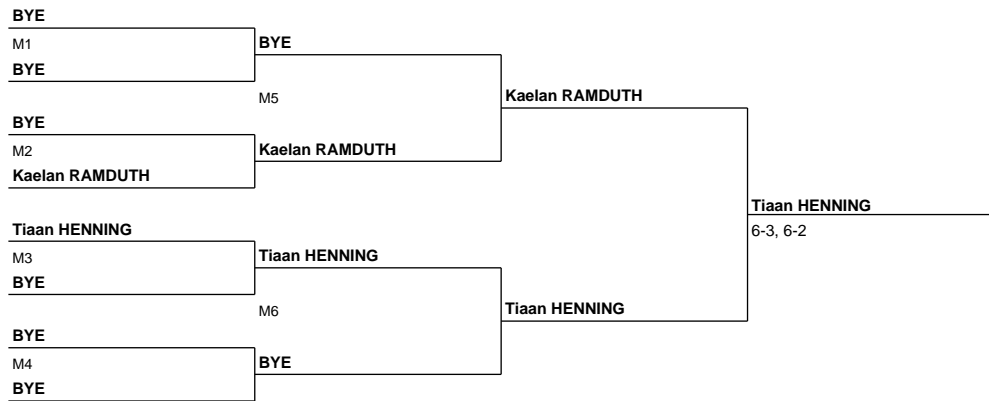 BYE
M1
BYE
BYE
M5
BYE
M2
Kaelan RAMDUTH
Kaelan RAMDUTH
Kaelan RAMDUTH
Tiaan HENNING
M3
BYE
Tiaan HENNING
M6
BYE
M4
BYE
BYE
Tiaan HENNING
Tiaan HENNING
6-3, 6-2